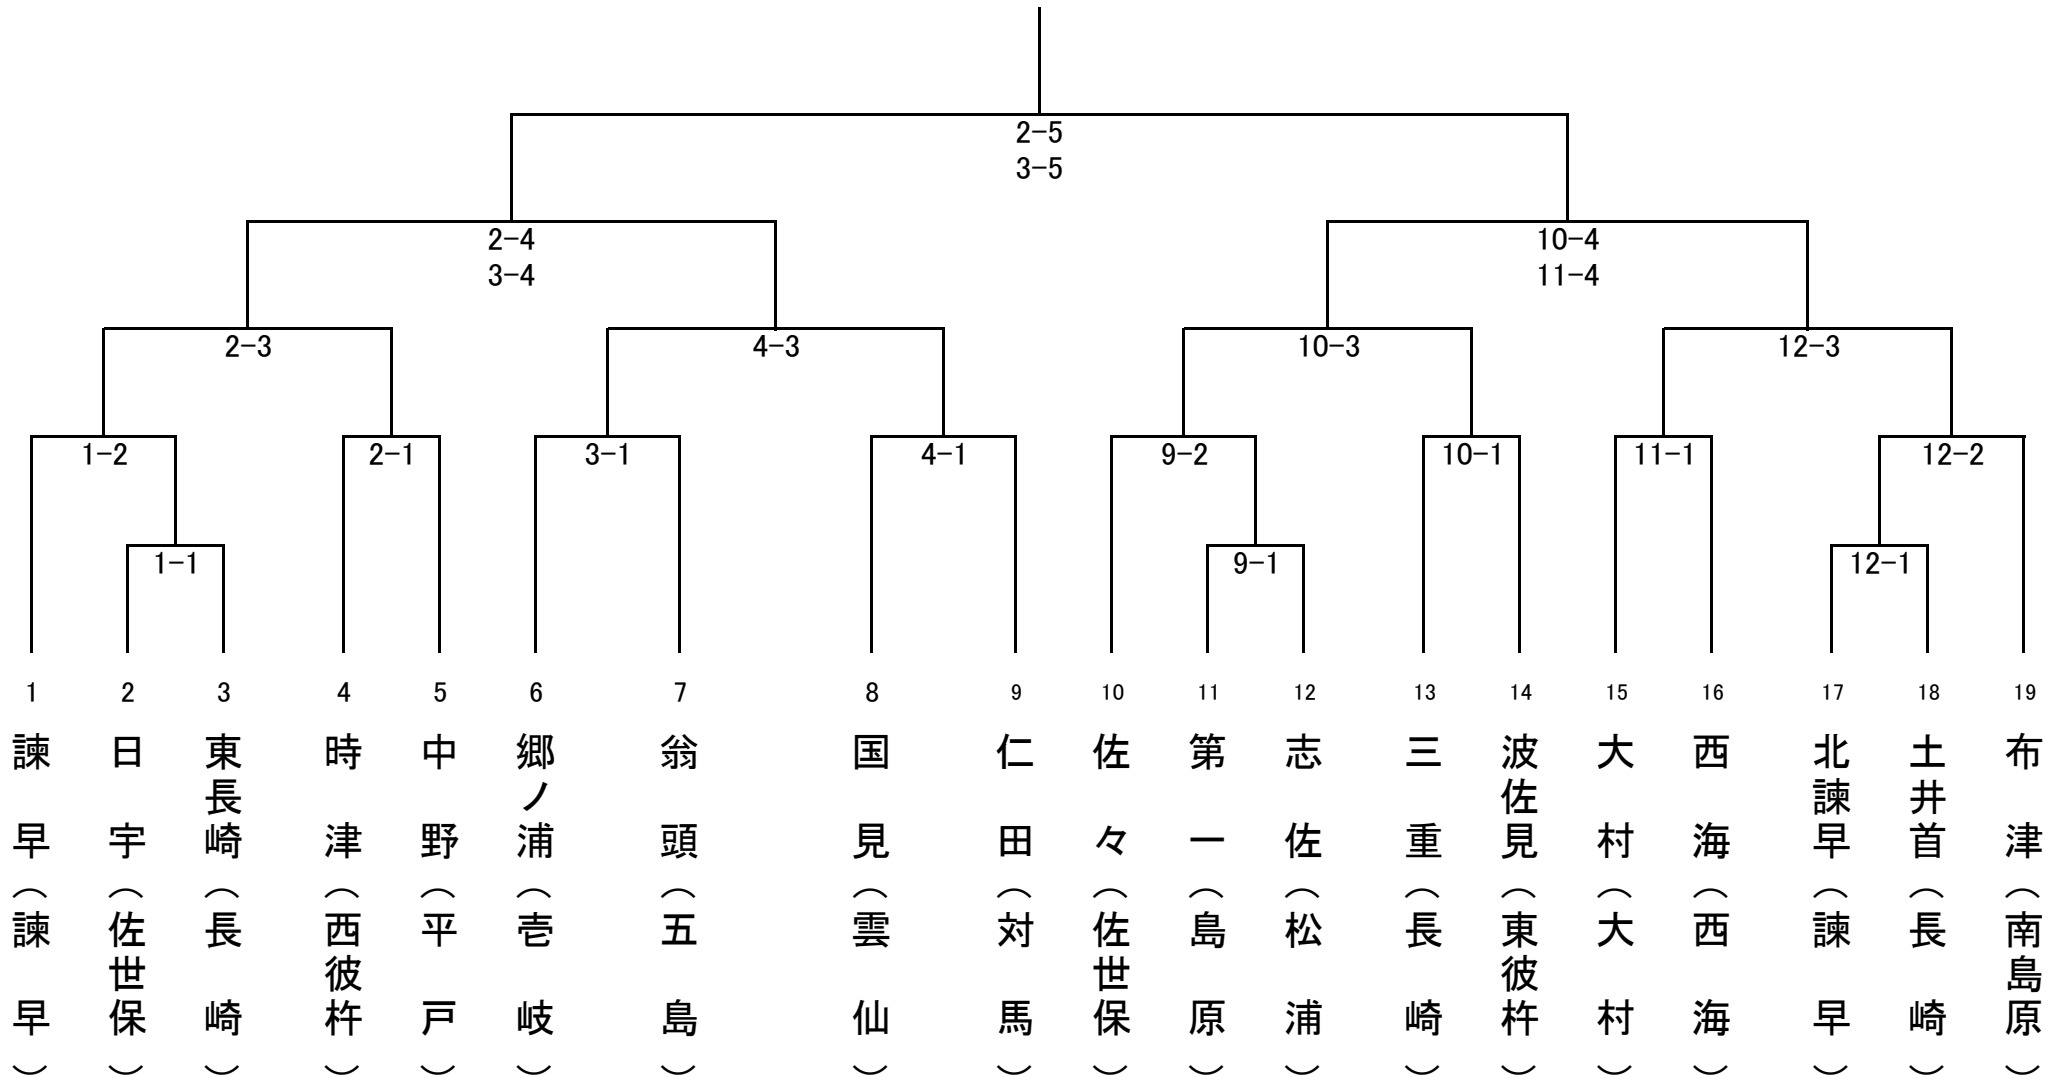 2-5
3-5
2-4
3-4
10-4
11-4
2-3
4-3
10-3
12-3
1-2
2-1
3-1
4-1
9-2
10-1
11-1
12-2
1-1
9-1
12-1
1
諫早(諫早)
2
日宇(佐世保)
3
東長崎(長崎)
4
時津(西彼杵)
5
中野(平戸)
6
郷ノ浦(壱岐)
7
翁頭(五島)
8
国見(雲仙)
9
仁田(対馬)
10
佐々(佐世保)
11
第一(島原)
12
志佐(松浦)
13
三重(長崎)
14
波佐見(東彼杵)
15
大村(大村)
16
西海(西海)
17
北諫早(諫早)
18
土井首(長崎)
19
布津(南島原)